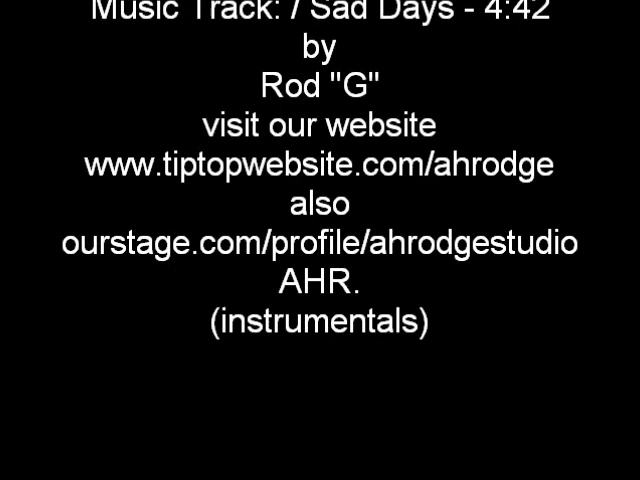 Music Track: / Sad Days - 4:42
by
Rod "G"
visit our website
www.tiptopwebsite.com/ahrodge
also
ourstage.com/profile/ahrodgestudio
AHR.
(instrumentals)